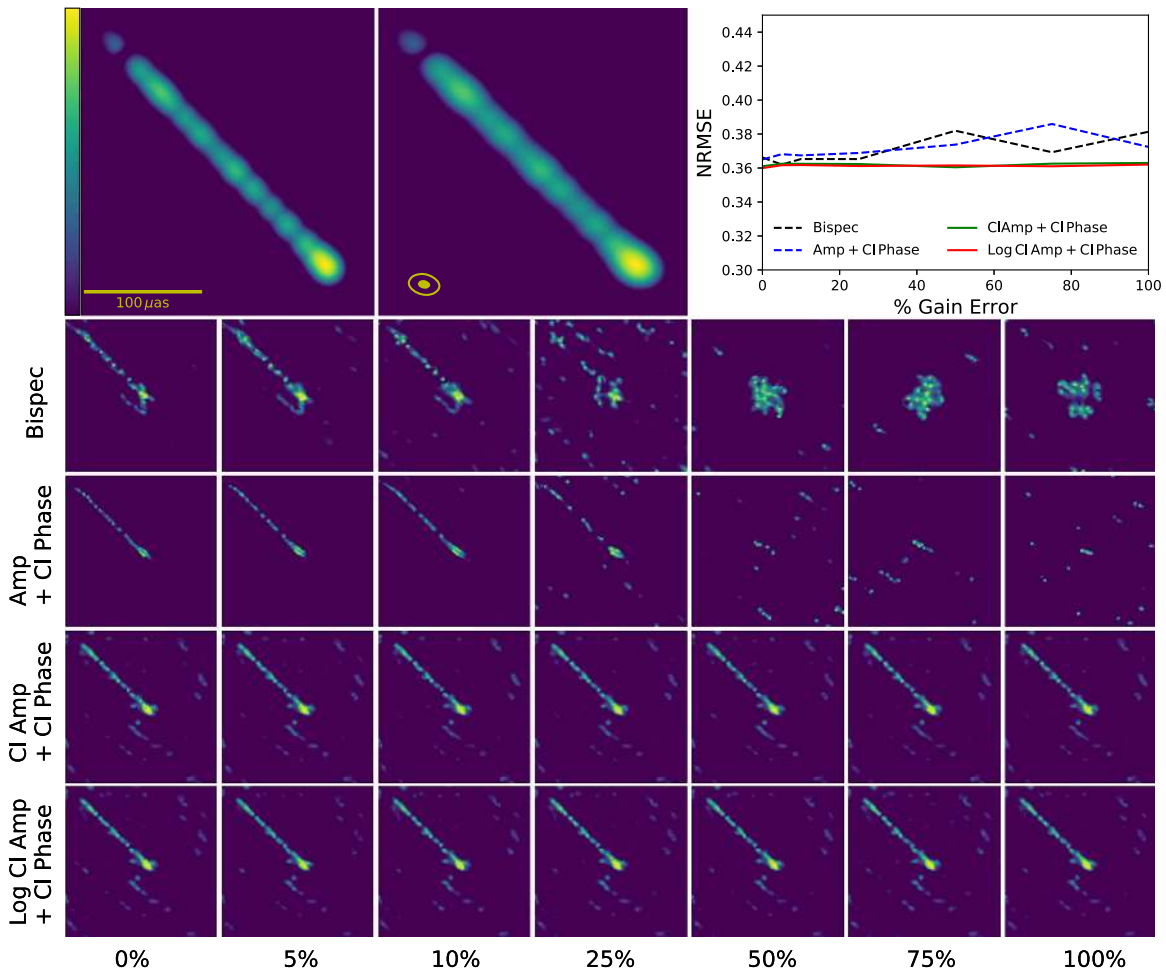 100 μas
0.44
0.42
0.40
0.38
0.36
0.34
0.32
0.30
NRMSE
Bispec
Amp + Cl Phase
Cl Amp + Cl Phase
Log Cl Amp + Cl Phase
0 20 40 60 80 100
% Gain Error
Bispec
Amp
+ Cl Phase
Cl Amp
+ Cl Phase
Log Cl Amp
+ Cl Phase
0% 5% 10% 25% 50% 75% 100%